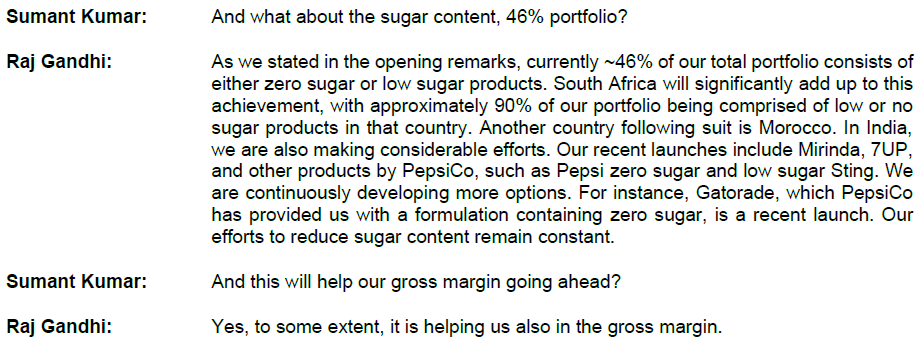 Sumant Kumar: And what about the sugar content, 46% portfolio?
Raj Gandhi: As we stated in the opening remarks, currently ~46% of our total portfolio consists of
either zero sugar or low sugar products. South Africa will significantly add up to this
achievement, with approximately 90% of our portfolio being comprised of low or no
sugar products in that country. Another country following suit is Morocco. In India,
we are also making considerable efforts. Our recent launches include Mirinda, 7UP,
and other products by PepsiCo, such as Pepsi zero sugar and low sugar Sting. We
are continuously developing more options. For instance, Gatorade, which PepsiCo
has provided us with a formulation containing zero sugar, is a recent launch. Our
efforts to reduce sugar content remain constant.
Sumant Kumar: And this will help our gross margin going ahead?
Raj Gandhi: Yes, to some extent, it is helping us also in the gross margin.